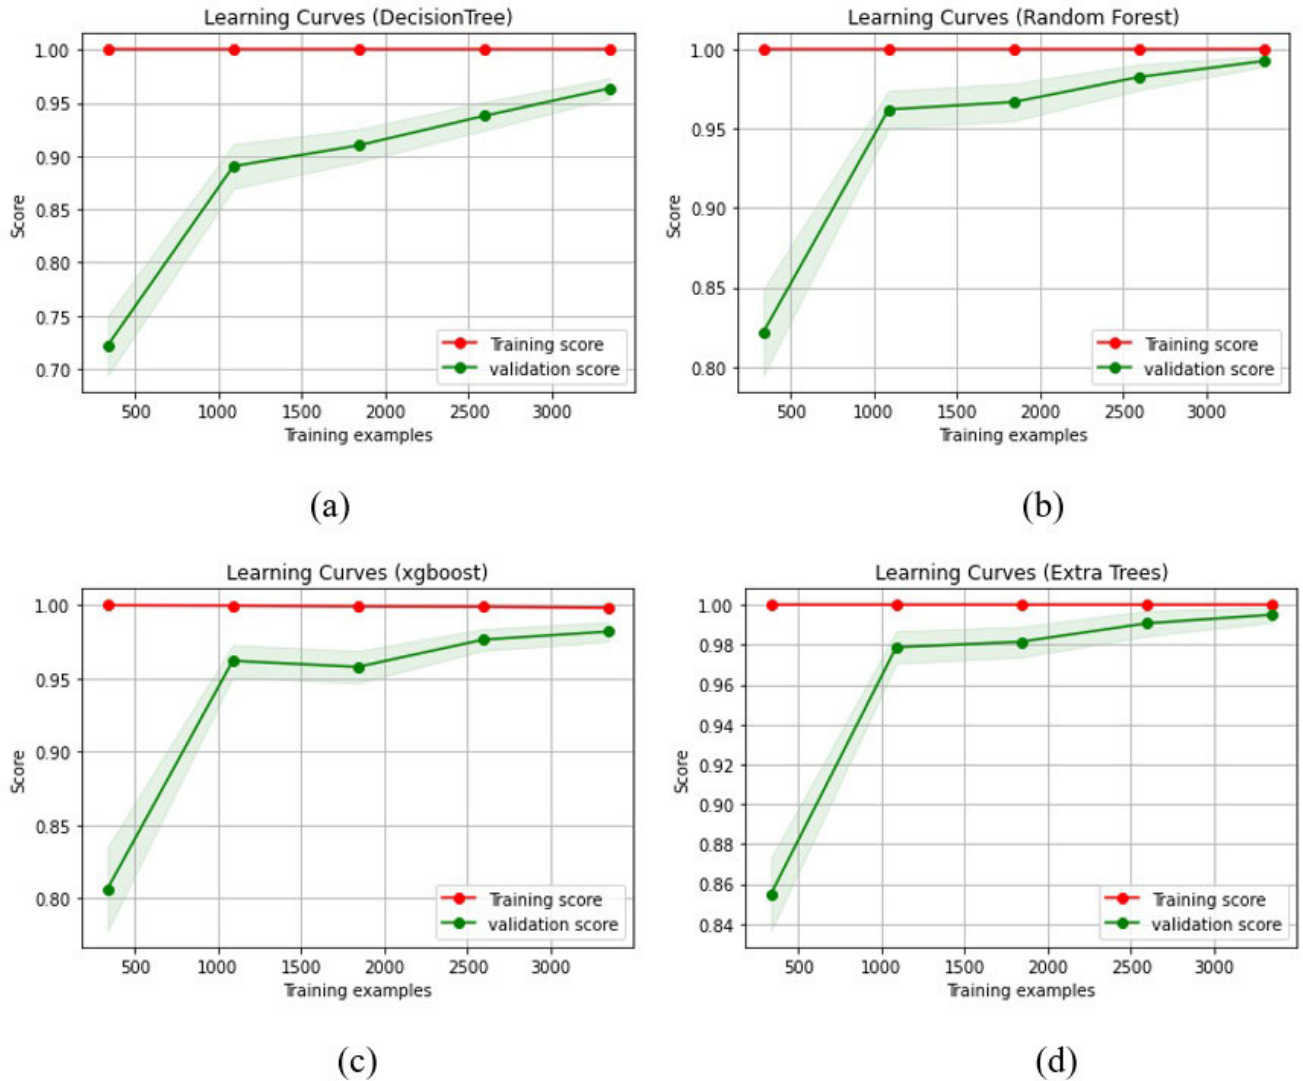 Learning Curves (DecisionTree)
1.00
0.95
0.90
0.85
0.80
0.75
0.70
Score
Training score
validation score
500 1000 1500 2000 2500 3000
Training examples
(a)
Learning Curves (Random Forest)
1.00
0.95
0.90
0.85
0.80
Score
Training score
validation score
500 1000 1500 2000 2500 3000
Training examples
(b)
Learning Curves (xgboost)
1.00
0.95
0.90
0.85
0.80
Score
Training score
validation score
500 1000 1500 2000 2500 3000
Training examples
(c)
Learning Curves (Extra Trees)
1.00
0.98
0.96
0.94
0.92
0.90
0.88
0.86
0.84
Score
Training score
validation score
500 1000 1500 2000 2500 3000
Training examples
(d)